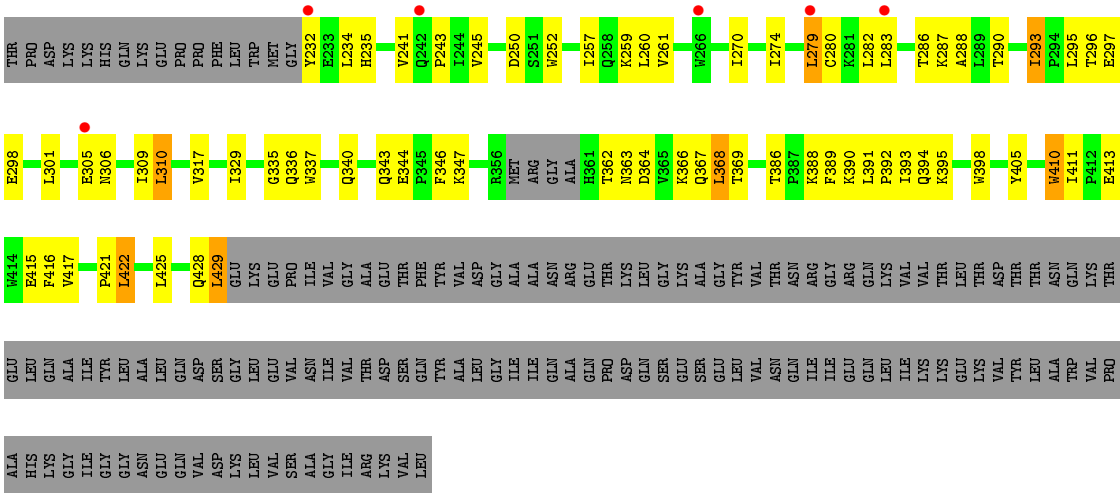 THR PRO ASP LYS LYS HIS GLN LYS GLU PRO PRO PHE LEU TRP MET GLY Y232 E233 L234 H235 V241 Q242 P243 I244 V245 D250 S251 W252 I257 Q258 K259 L260 V261 W266 I270 I274 L279 C280 K281 L282 L283 T286 K287 A288 L289 T290 I293 P294 L295 T296 E297
E298 L301 E305 N306 I309 L310 V317 I329 G335 Q336 W337 Q340 Q343 E344 P345 F346 K347 R356 MET ARG GLY ALA H361 T362 N363 D364 V365 K366 Q367 L368 T369 T386 P387 K388 F389 K390 L391 P392 I393 Q394 K395 W398 Y405 W410 I411 P412 E413
W414 E415 F416 V417 P421 L422 L425 Q428 L429 GLU LYS GLU PRO ILE VAL GLY ALA GLU THR PHE TYR VAL ASP GLY ALA ALA ASN ARG GLU THR LYS LEU GLY LYS ALA GLY TYR VAL THR ASN ARG GLY ARG GLN LYS VAL VAL THR LEU THR ASP THR THR ASN GLN LYS THR
GLU LEU GLN ALA ILE TYR LEU ALA LEU GLN ASP SER GLY LEU GLU VAL ASN ILE VAL THR ASP SER GLN TYR ALA LEU GLY ILE ILE GLN ALA GLN PRO ASP GLN SER GLU SER GLU LEU VAL ASN GLN ILE ILE GLU GLN LEU ILE LYS LYS GLU LYS VAL TYR LEU ALA TRP VAL PRO
ALA HIS LYS GLY ILE GLY GLY ASN GLU GLN VAL ASP LYS LEU VAL SER ALA GLY ILE ARG LYS VAL LEU